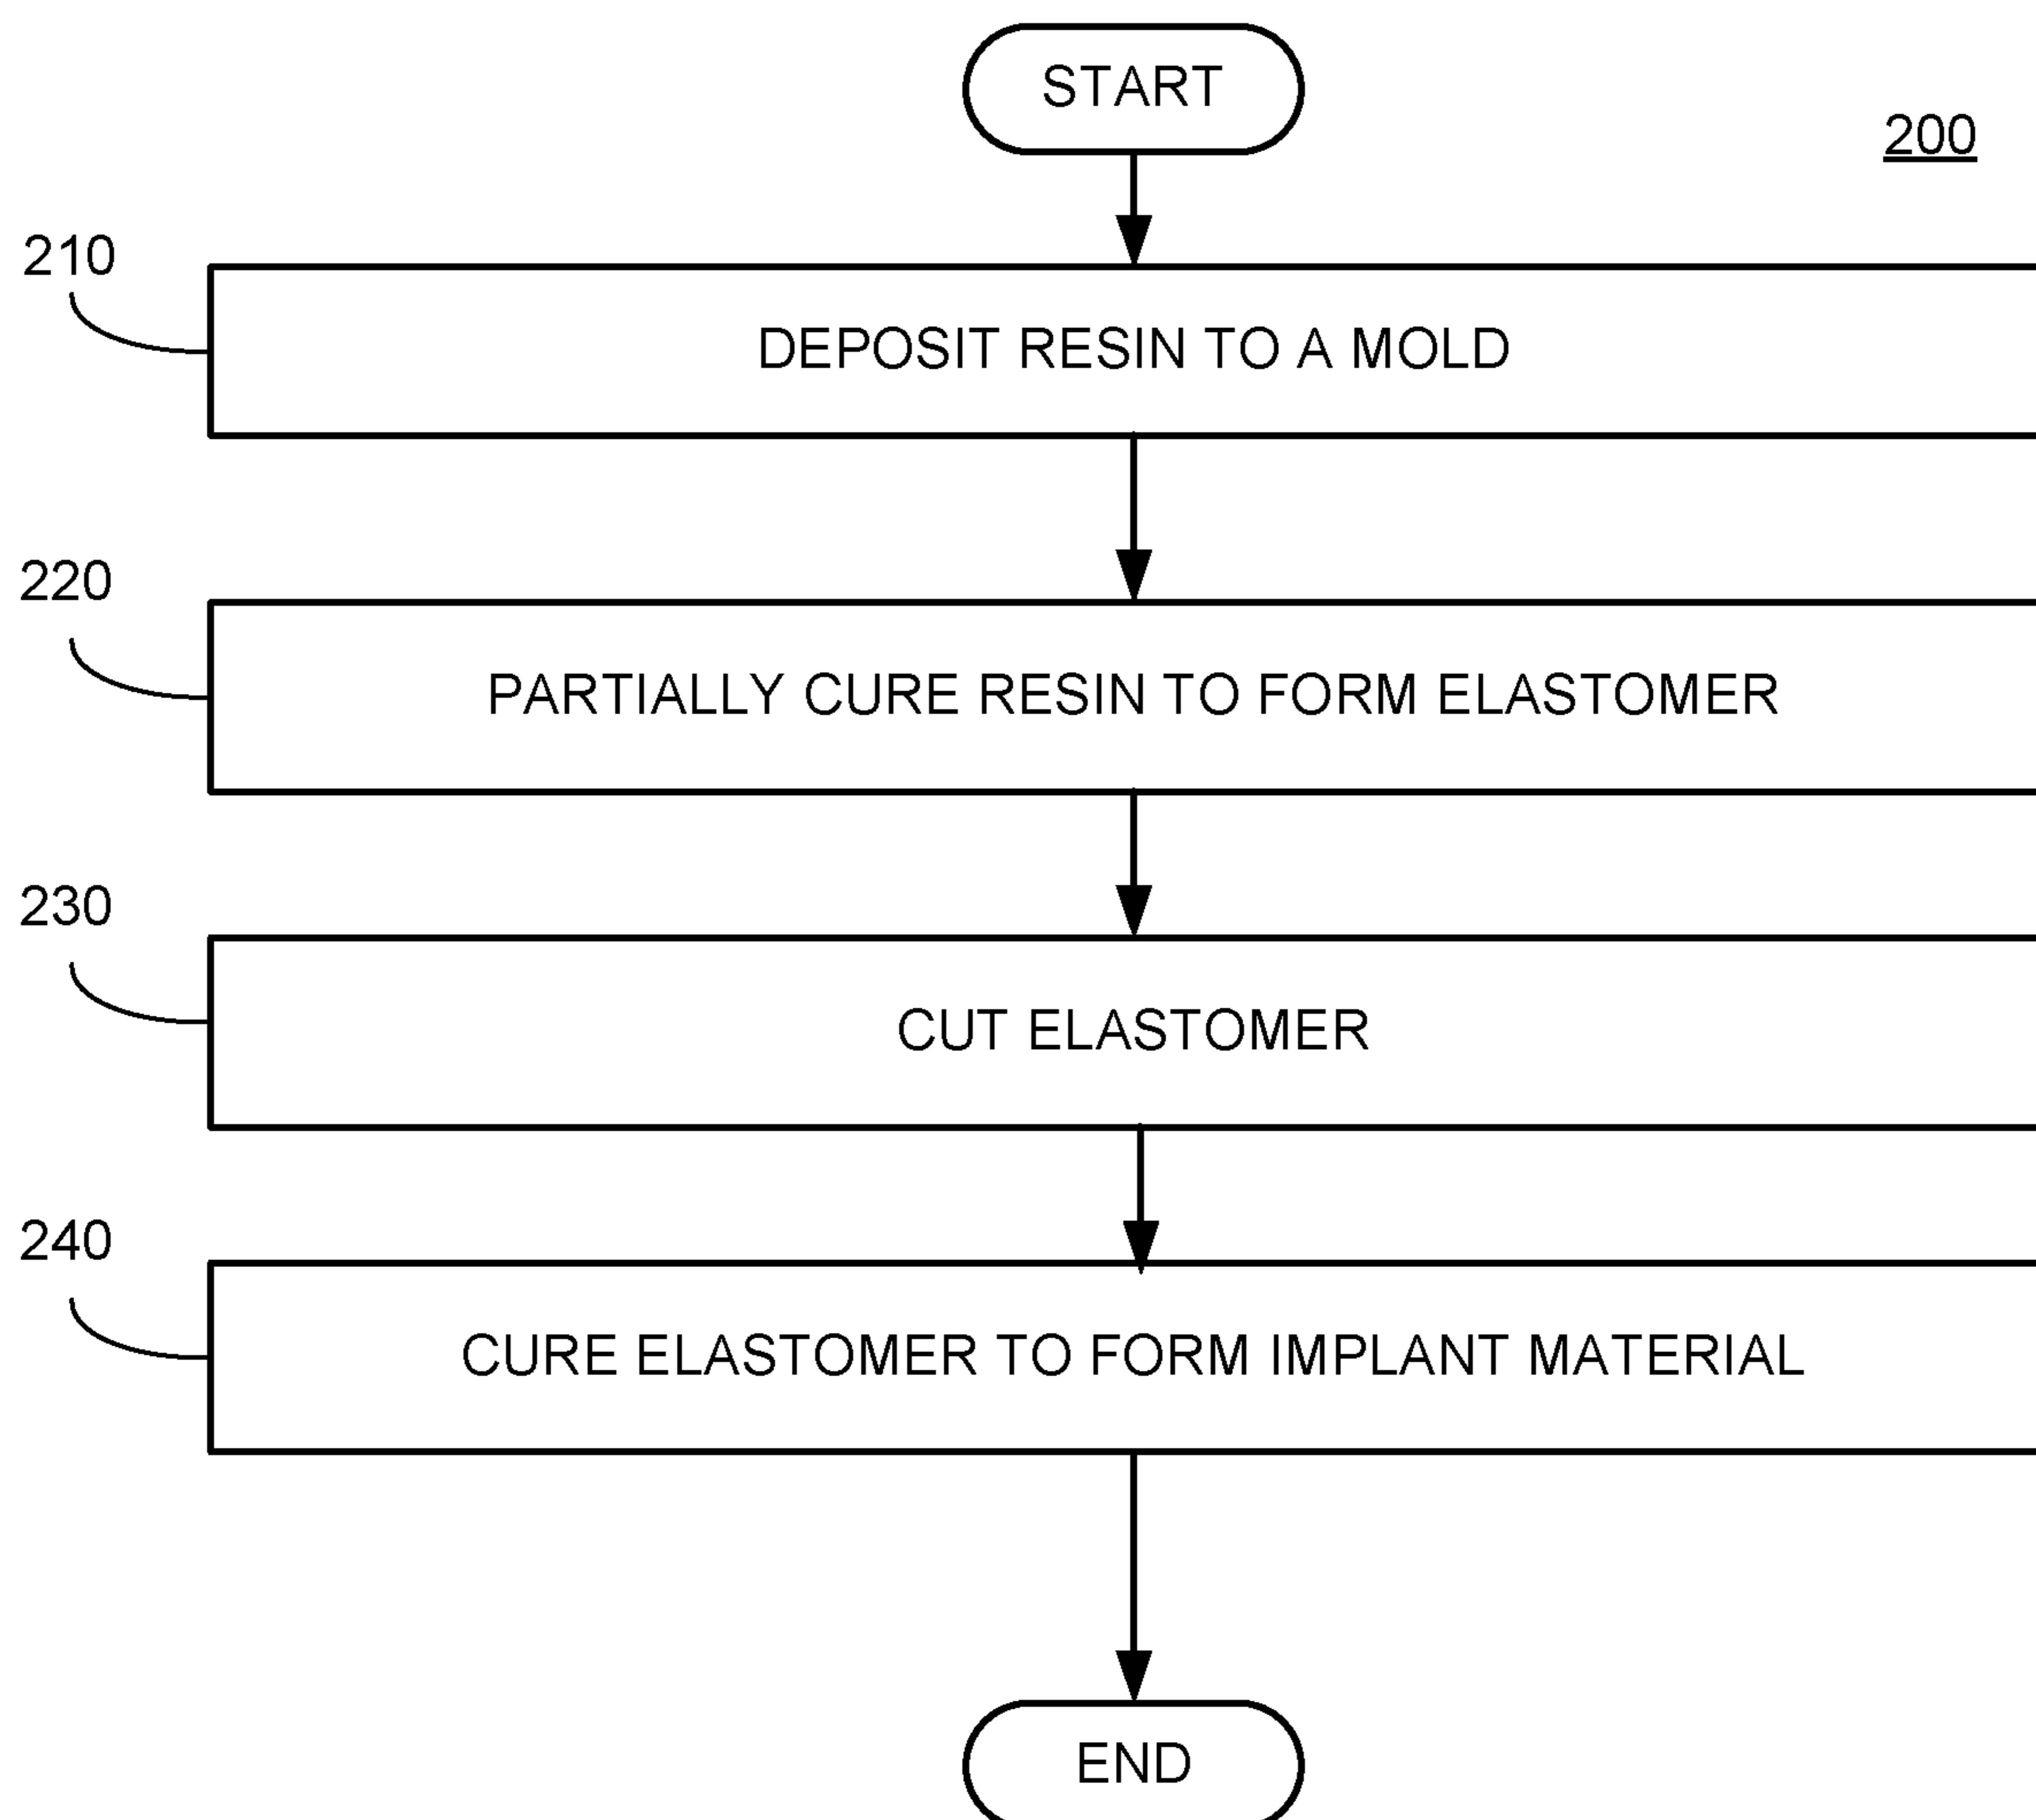 START
200
210
DEPOSIT RESIN TO A MOLD
220
PARTIALLY CURE RESIN TO FORM ELASTOMER
230
CUT ELASTOMER
240
CURE ELASTOMER TO FORM IMPLANT MATERIAL
END